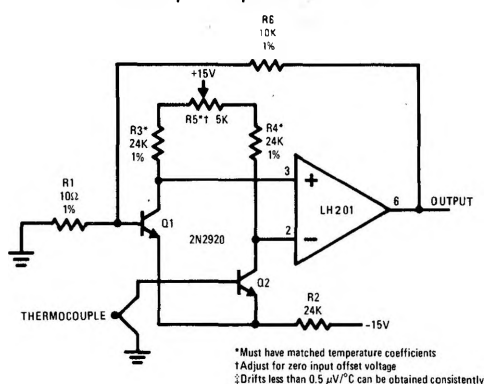 R6
10K
1%
+15V
R5*† 5K
R3*
24K
1%
R4*
24K
1%
R1
10Ω
1%
3
+
LH201
6
OUTPUT
2
−
Q1
2N2920
Q2
R2
24K
−15V
THERMOCOUPLE
*Must have matched temperature coefficients
†Adjust for zero input offset voltage
‡Drifts less than 0.5 μV/°C can be obtained consistently